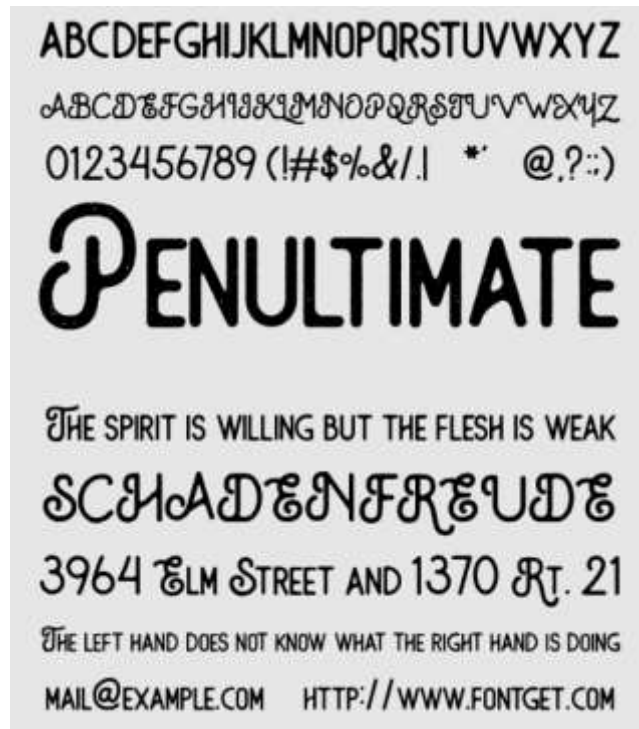 ABCDEFGHIJKLMNOPQRSTUVWXYZ
ABCDEFGHIJKLMNOPQRSTUVWXYZ
0123456789 (!#$%&/.| *' @,?:;)
PENULTIMATE
THE SPIRIT IS WILLING BUT THE FLESH IS WEAK
SCHADENFREUDE
3964 ELM STREET AND 1370 RT. 21
THE LEFT HAND DOES NOT KNOW WHAT THE RIGHT HAND IS DOING
MAIL@EXAMPLE.COM HTTP://WWW.FONTGET.COM